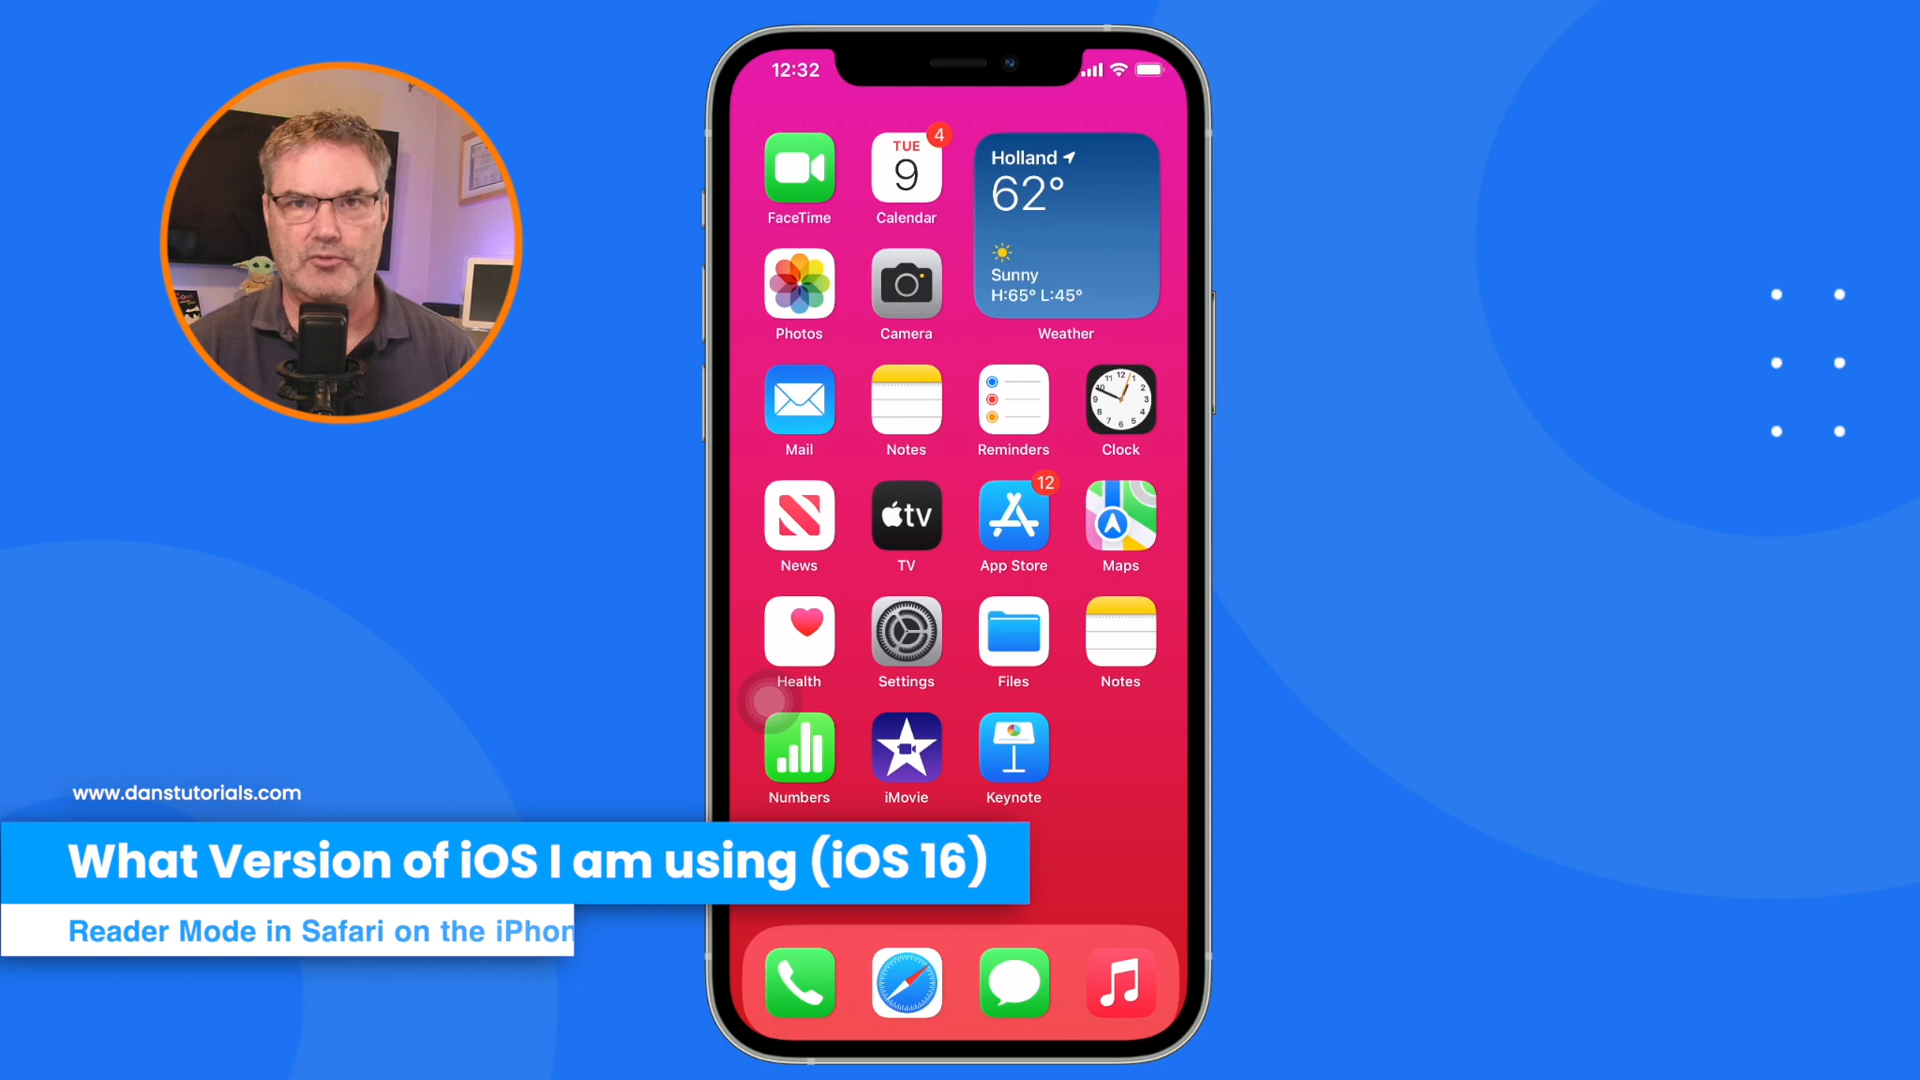 12:32
TUE
9
4
Holland
62°
Sunny
H:65° L:45°
FaceTime
Calendar
Photos
Camera
Weather
Mail
Notes
Reminders
Clock
12
tv
News
TV
App Store
Maps
Health
Settings
Files
Notes
Numbers
iMovie
Keynote
www.danstutorials.com
What Version of iOS I am using (iOS 16)
Reader Mode in Safari on the iPhon